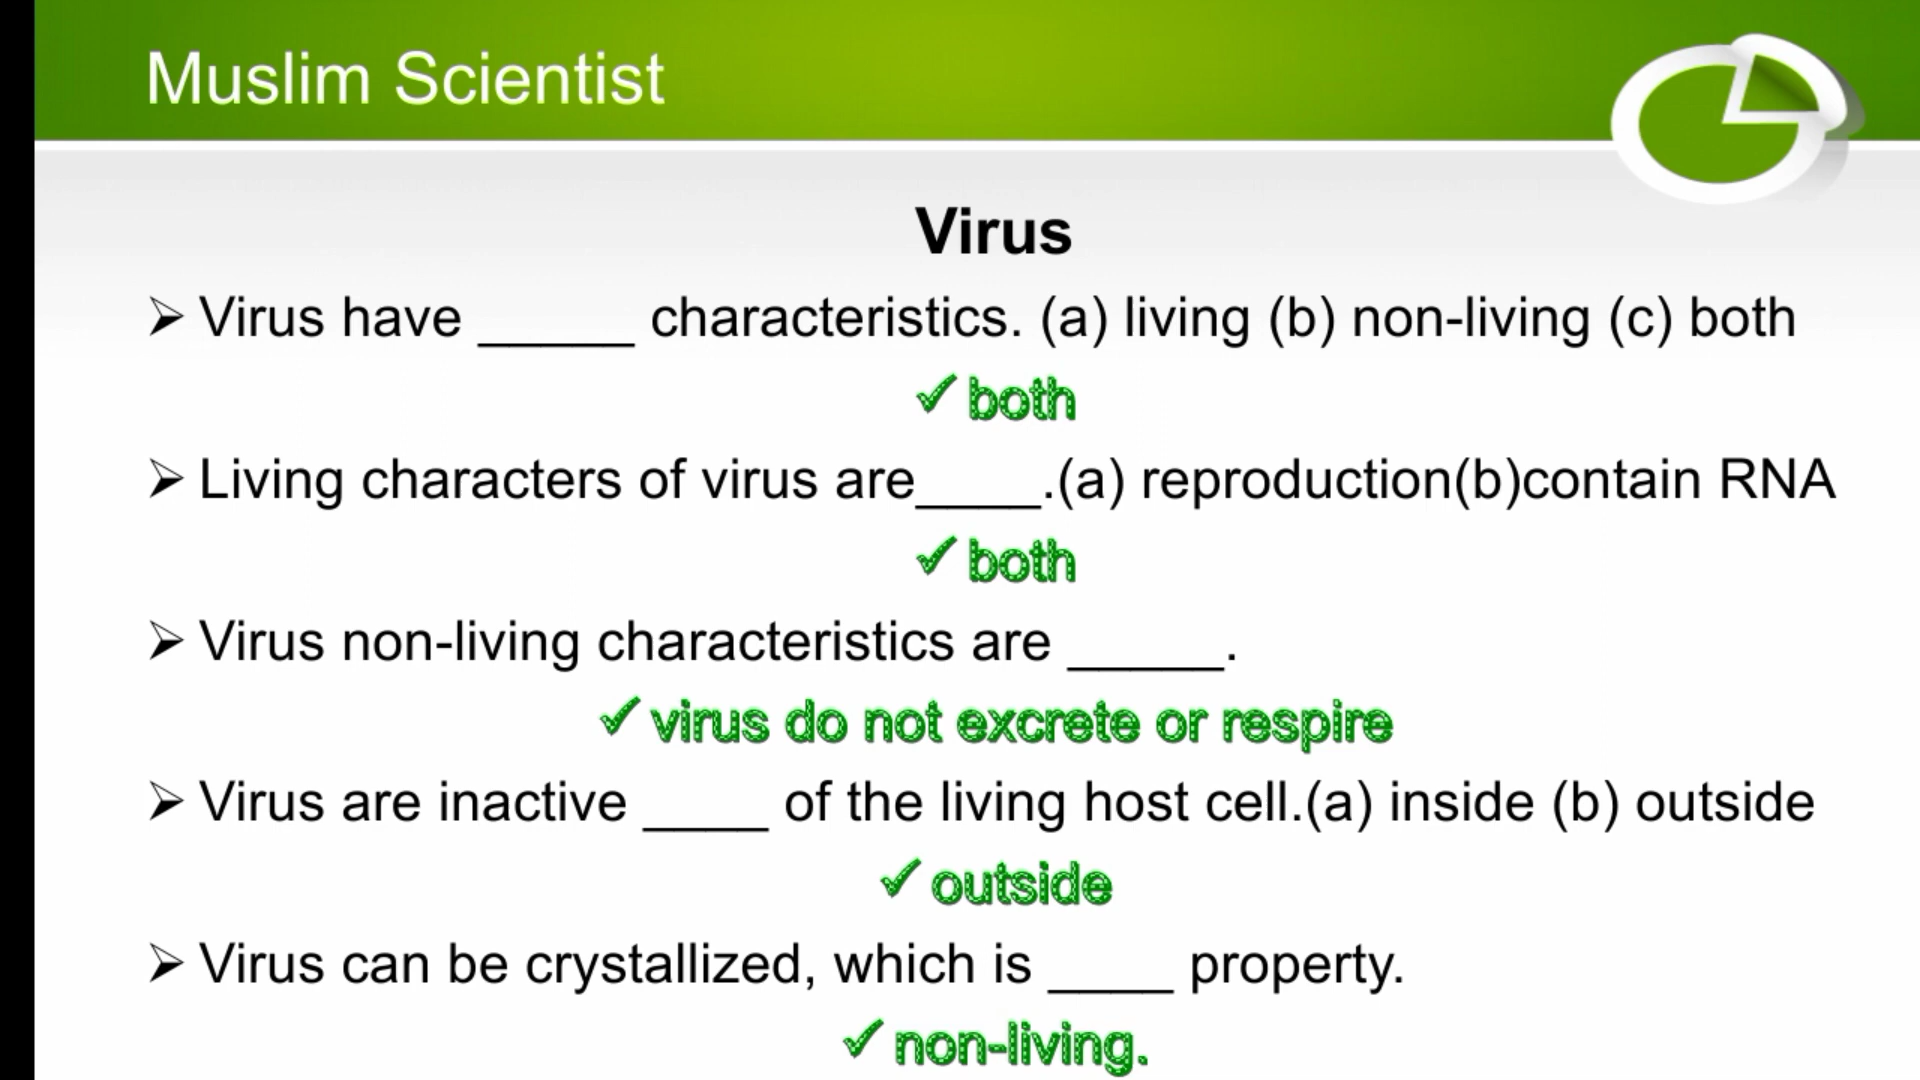 Muslim Scientist
Virus
➢ Virus have _____ characteristics. (a) living (b) non-living (c) both
✓ both
➢ Living characters of virus are____.(a) reproduction(b)contain RNA
✓ both
➢ Virus non-living characteristics are _____.
✓ virus do not excrete or respire
➢ Virus are inactive ____ of the living host cell.(a) inside (b) outside
✓ outside
➢ Virus can be crystallized, which is ____ property.
✓ non-living.